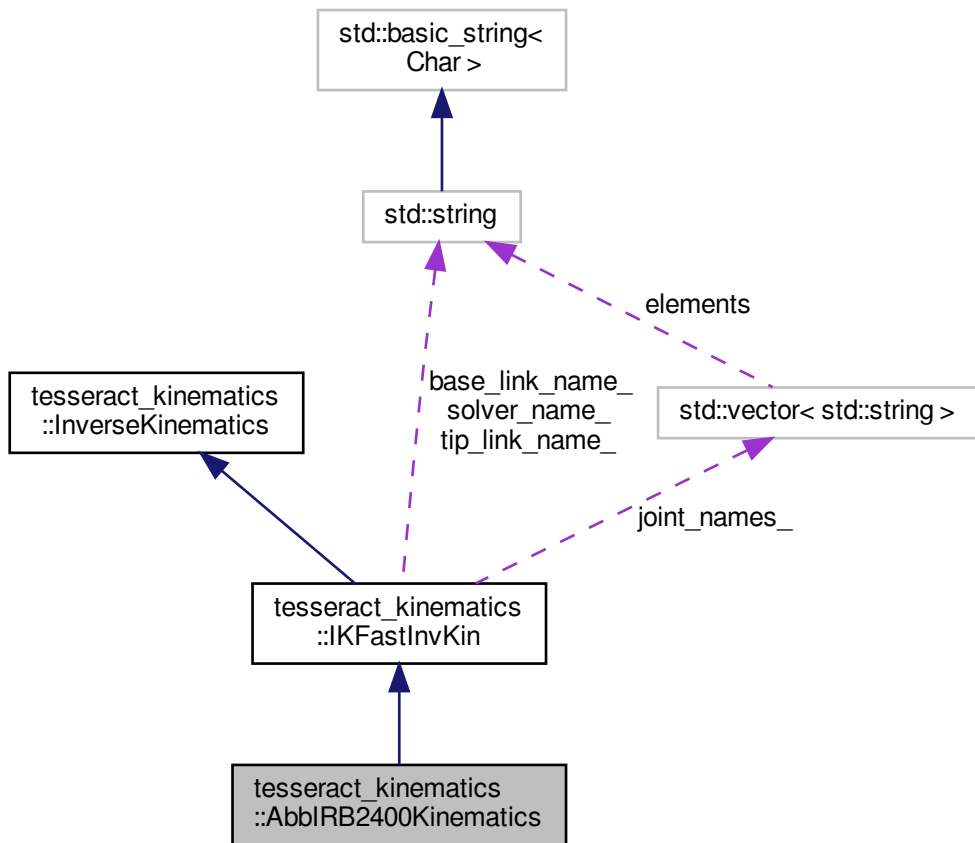 std::basic_string<
Char >
std::string
elements
base_link_name_
solver_name_
tip_link_name_
tesseract_kinematics
::InverseKinematics
std::vector< std::string >
joint_names_
tesseract_kinematics
::IKFastInvKin
tesseract_kinematics
::AbbIRB2400Kinematics